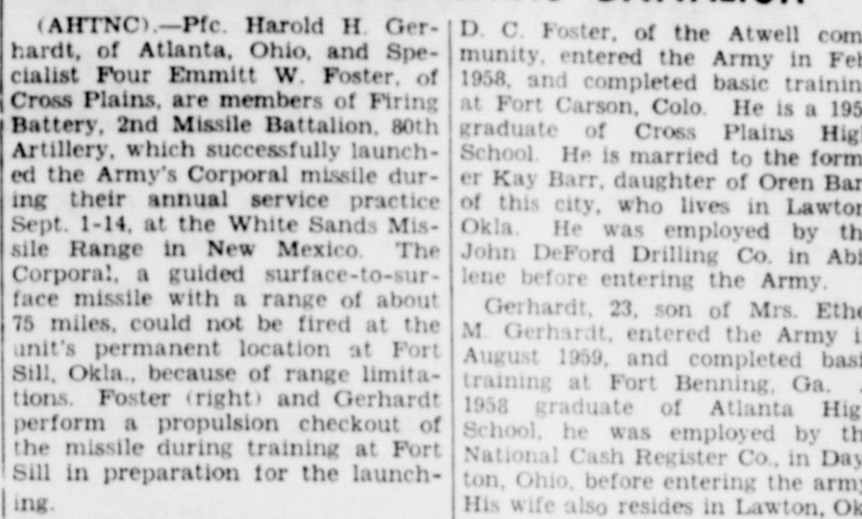 (AHTNC).—Pfc. Harold H. Ger-
hardt, of Atlanta, Ohio, and Spe-
cialist Four Emmitt W. Foster, of
Cross Plains, are members of Firing
Battery, 2nd Missile Battalion, 80th
Artillery, which successfully launch-
ed the Army's Corporal missile dur-
ing their annual service practice
Sept. 1-14, at the White Sands Mis-
sile Range in New Mexico. The
Corporal, a guided surface-to-sur-
face missile with a range of about
75 miles, could not be fired at the
unit's permanent location at Fort
Sill, Okla., because of range limita-
tions. Foster (right) and Gerhardt
perform a propulsion checkout of
the missile during training at Fort
Sill in preparation for the launch-
ing.
D. C. Foster, of the Atwell com
munity, entered the Army in Feb
1958, and completed basic trainin
at Fort Carson, Colo. He is a 195
graduate of Cross Plains Hig
School. He is married to the form
er Kay Barr, daughter of Oren Bar
of this city, who lives in Lawton
Okla. He was employed by th
John DeFord Drilling Co. in Abi
lene before entering the Army.
Gerhardt, 23, son of Mrs. Ethe
M. Gerhardt, entered the Army i
August 1959, and completed basi
training at Fort Benning, Ga.
1958 graduate of Atlanta Hig
School, he was employed by th
National Cash Register Co., in Day
ton, Ohio, before entering the army
His wife also resides in Lawton, Ok